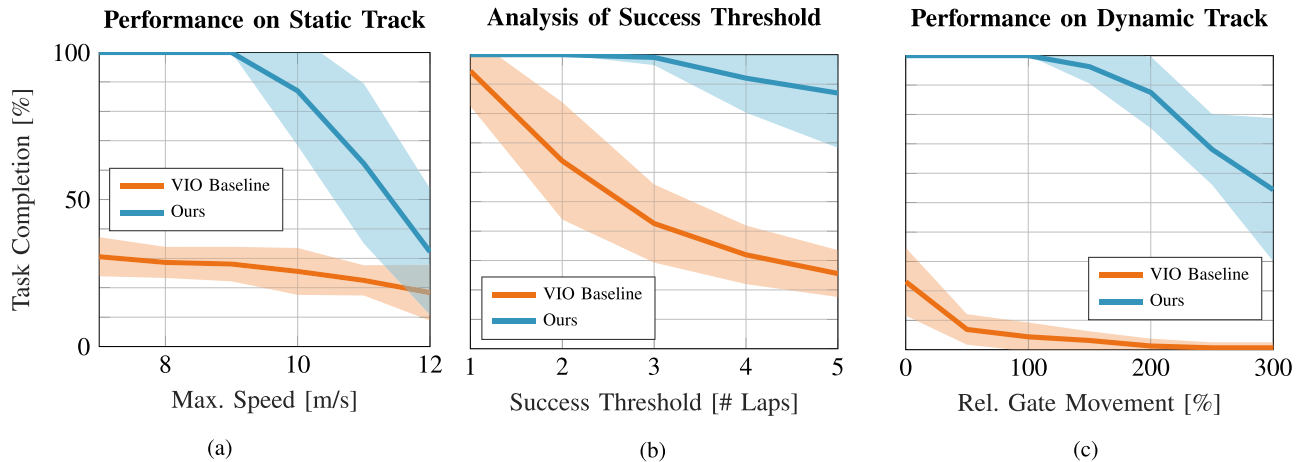 Performance on Static Track
Analysis of Success Threshold
Performance on Dynamic Track
Task Completion [%]
100
50
0
VIO Baseline
Ours
8
10
12
Max. Speed [m/s]
(a)
VIO Baseline
Ours
1
2
3
4
5
Success Threshold [# Laps]
(b)
VIO Baseline
Ours
0
100
200
300
Rel. Gate Movement [%]
(c)